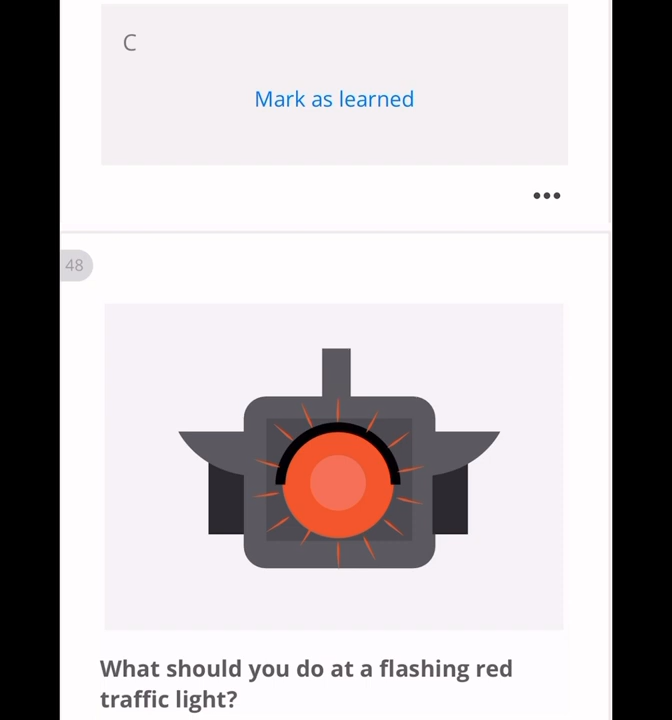 C
Mark as learned
48
What should you do at a flashing red
traffic light?